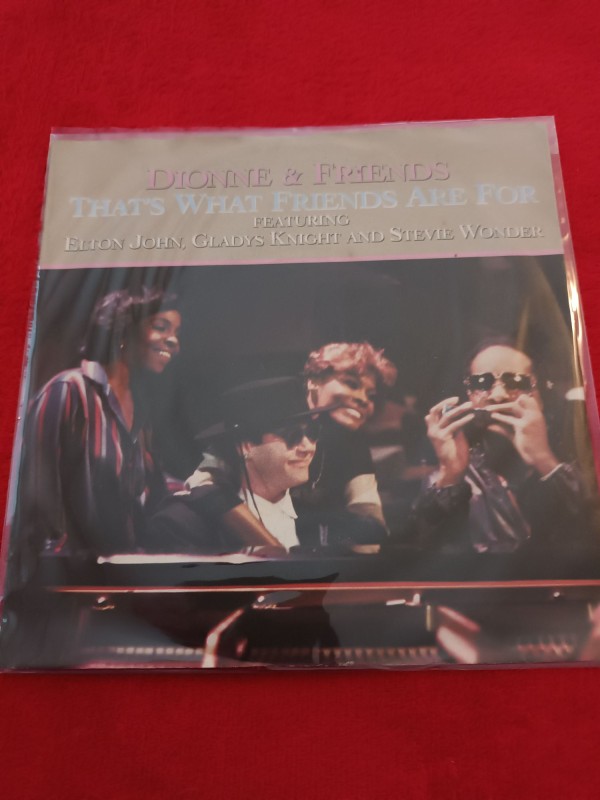 DIONNE & FRIENDS
THAT'S WHAT FRIENDS ARE FOR
FEATURING
ELTON JOHN, GLADYS KNIGHT AND STEVIE WONDER